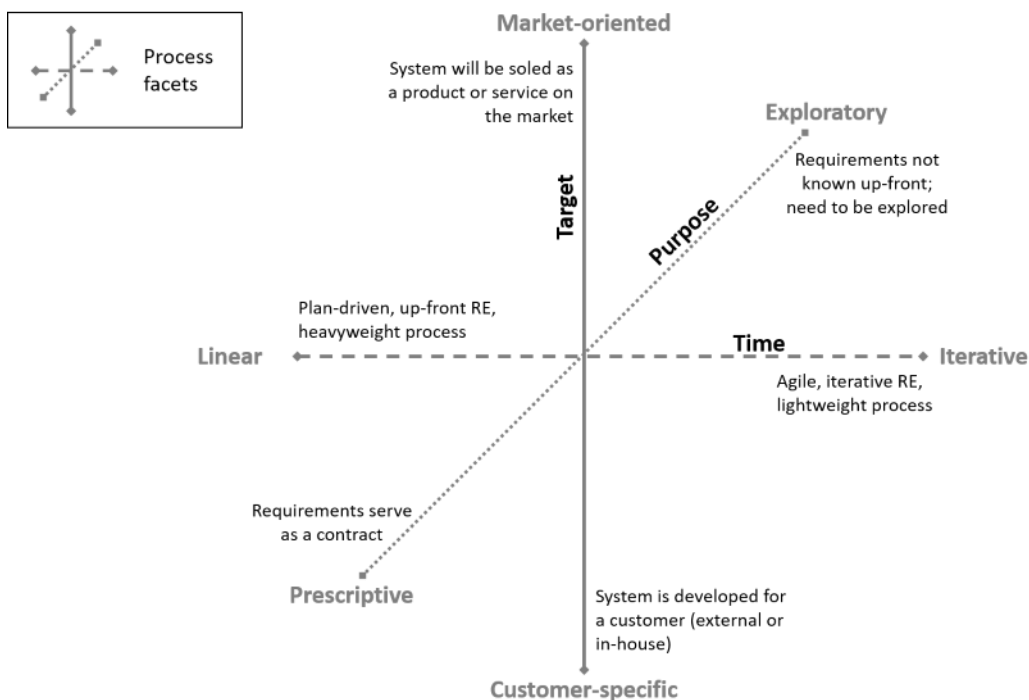 Market-oriented
Process
facets
System will be soled as
a product or service on
the market
Exploratory
Requirements not
known up-front;
need to be explored
Target
Purpose
Plan-driven, up-front RE,
heavyweight process
Linear
Time
Iterative
Agile, iterative RE,
lightweight process
Requirements serve
as a contract
Prescriptive
System is developed for
a customer (external or
in-house)
Customer-specific